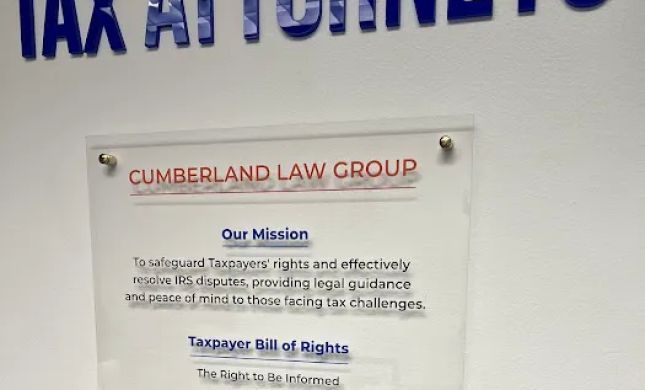 TAX ATTORNEYS
CUMBERLAND LAW GROUP
Our Mission
To safeguard Taxpayers' rights and effectively
resolve IRS disputes, providing legal guidance
and peace of mind to those facing tax challenges.
Taxpayer Bill of Rights
The Right to Be Informed